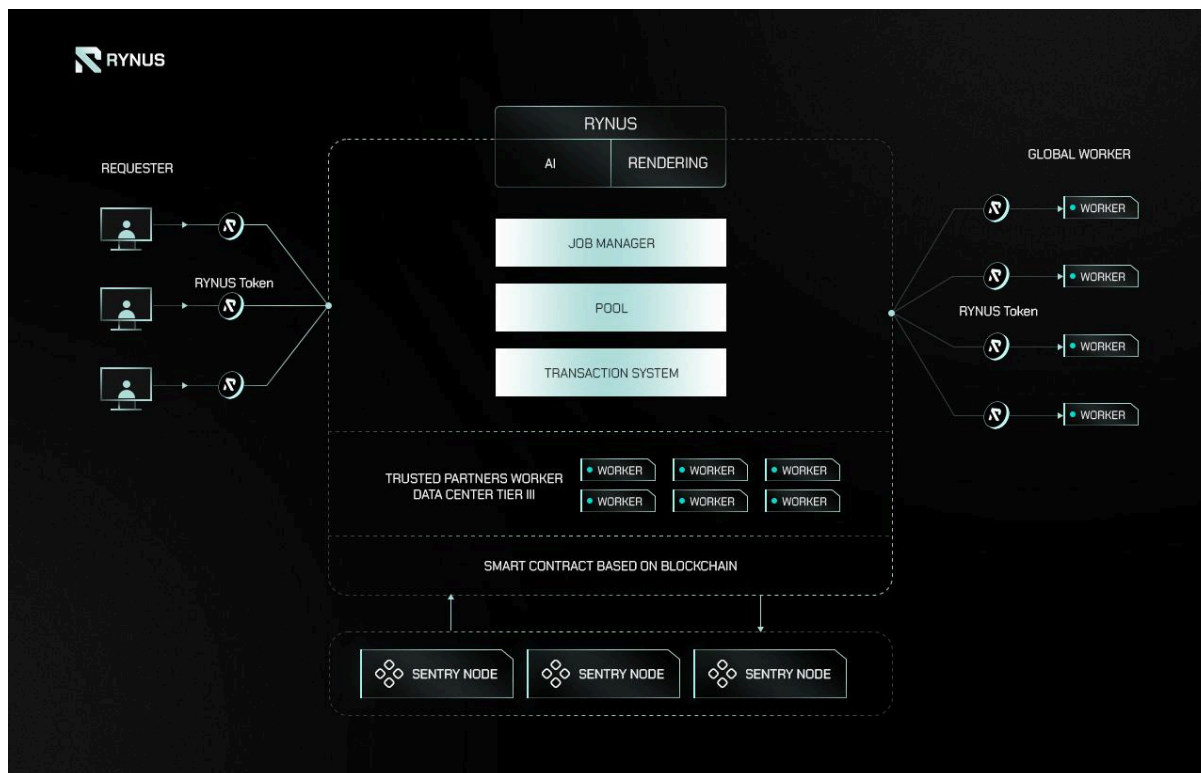 RYNUS
REQUESTER
RYNUS Token
RYNUS
AI
RENDERING
JOB MANAGER
POOL
TRANSACTION SYSTEM
TRUSTED PARTNERS WORKER
DATA CENTER TIER III
WORKER
WORKER
WORKER
WORKER
WORKER
WORKER
SMART CONTRACT BASED ON BLOCKCHAIN
SENTRY NODE
SENTRY NODE
SENTRY NODE
GLOBAL WORKER
WORKER
WORKER
RYNUS Token
WORKER
WORKER